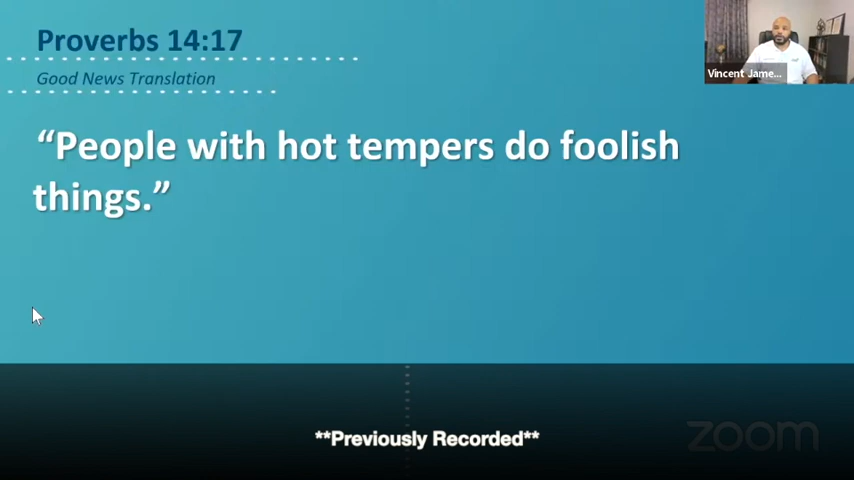 Proverbs 14:17
Good News Translation
“People with hot tempers do foolish
things.”
Vincent Jame...
**Previously Recorded**
zoom